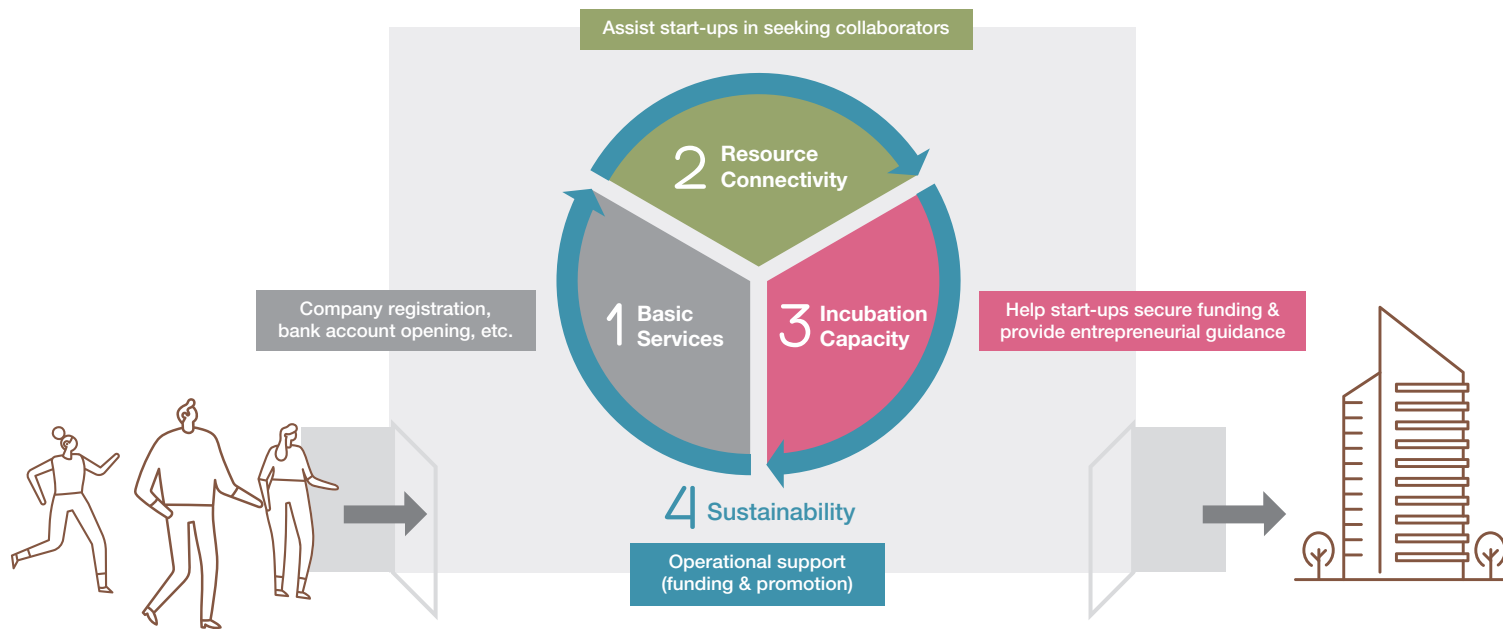 Assist start-ups in seeking collaborators
2 Resource
Connectivity
Company registration,
bank account opening, etc.
1 Basic
Services
3 Incubation
Capacity
Help start-ups secure funding &
provide entrepreneurial guidance
4 Sustainability
Operational support
(funding & promotion)